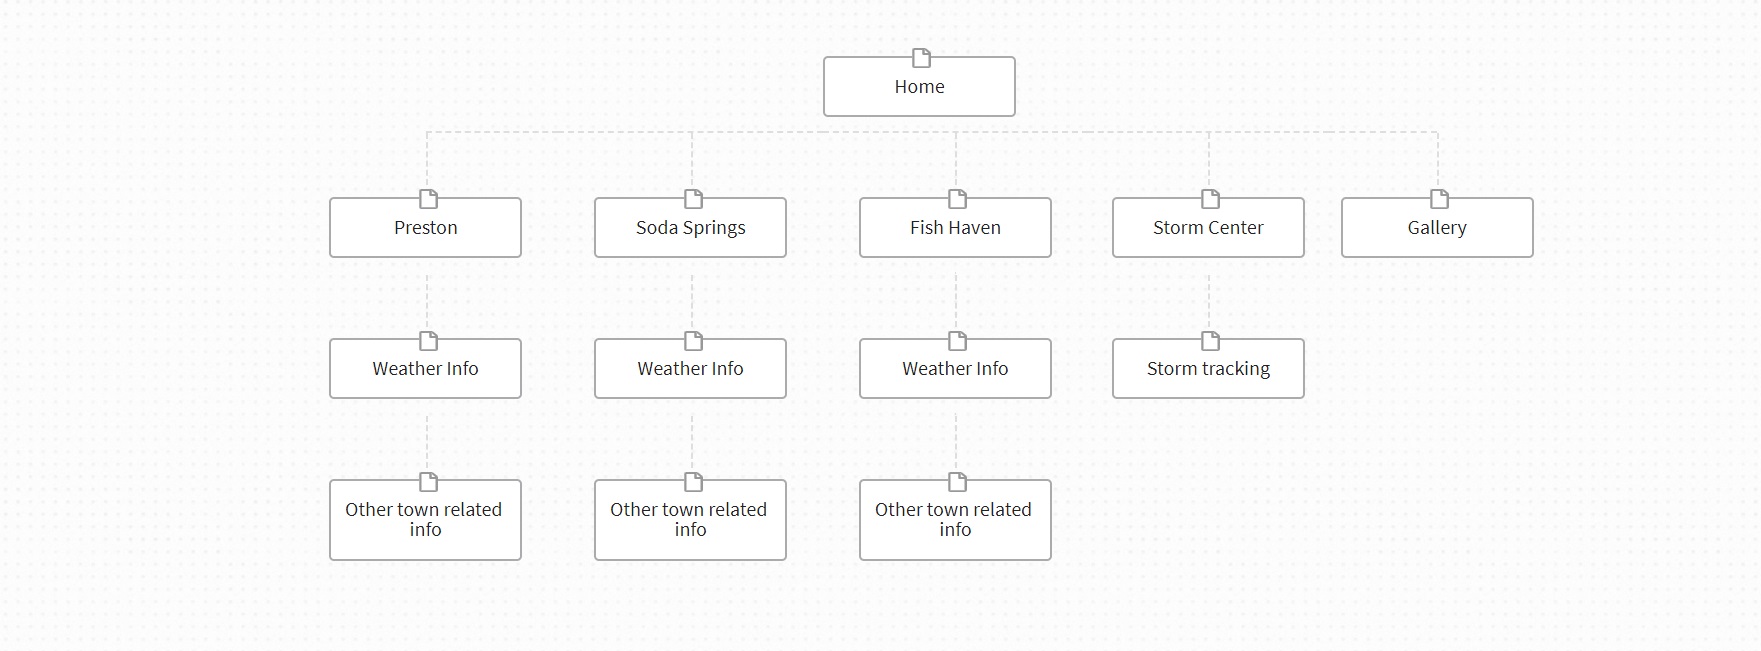 Home
Preston
Soda Springs
Fish Haven
Storm Center
Gallery
Weather Info
Weather Info
Weather Info
Storm tracking
Other town related
info
Other town related
info
Other town related
info